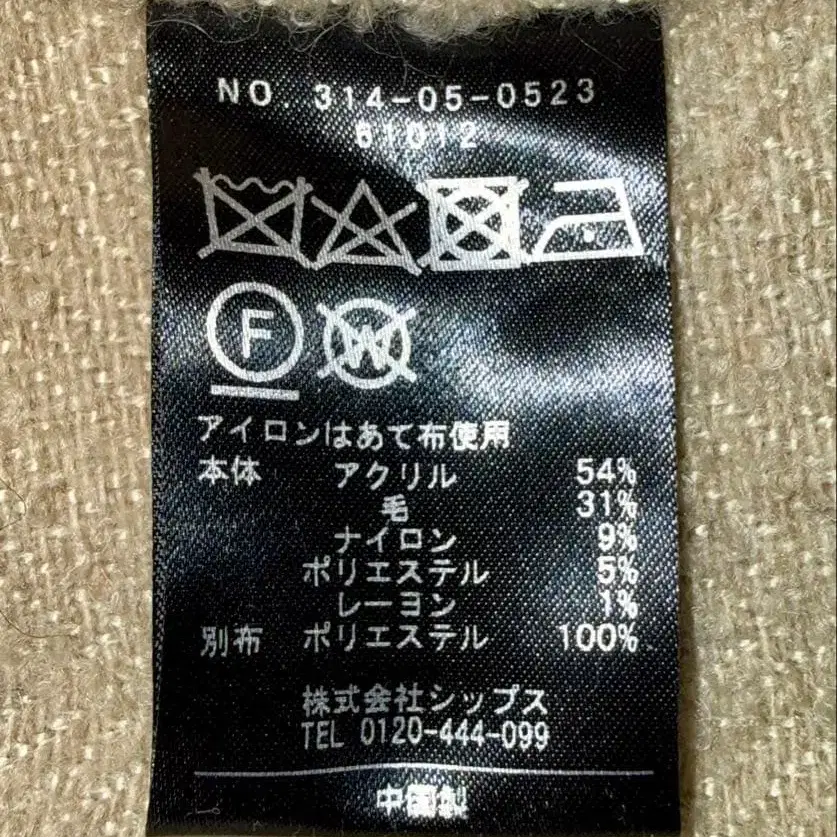 NO. 314-05-0523
61012
F W
アイロンはあて布使用
本体 アクリル 54%
毛 31%
ナイロン 9%
ポリエステル 5%
レーヨン 1%
別布 ポリエステル 100%
株式会社シップス
TEL 0120-444-099
中国製